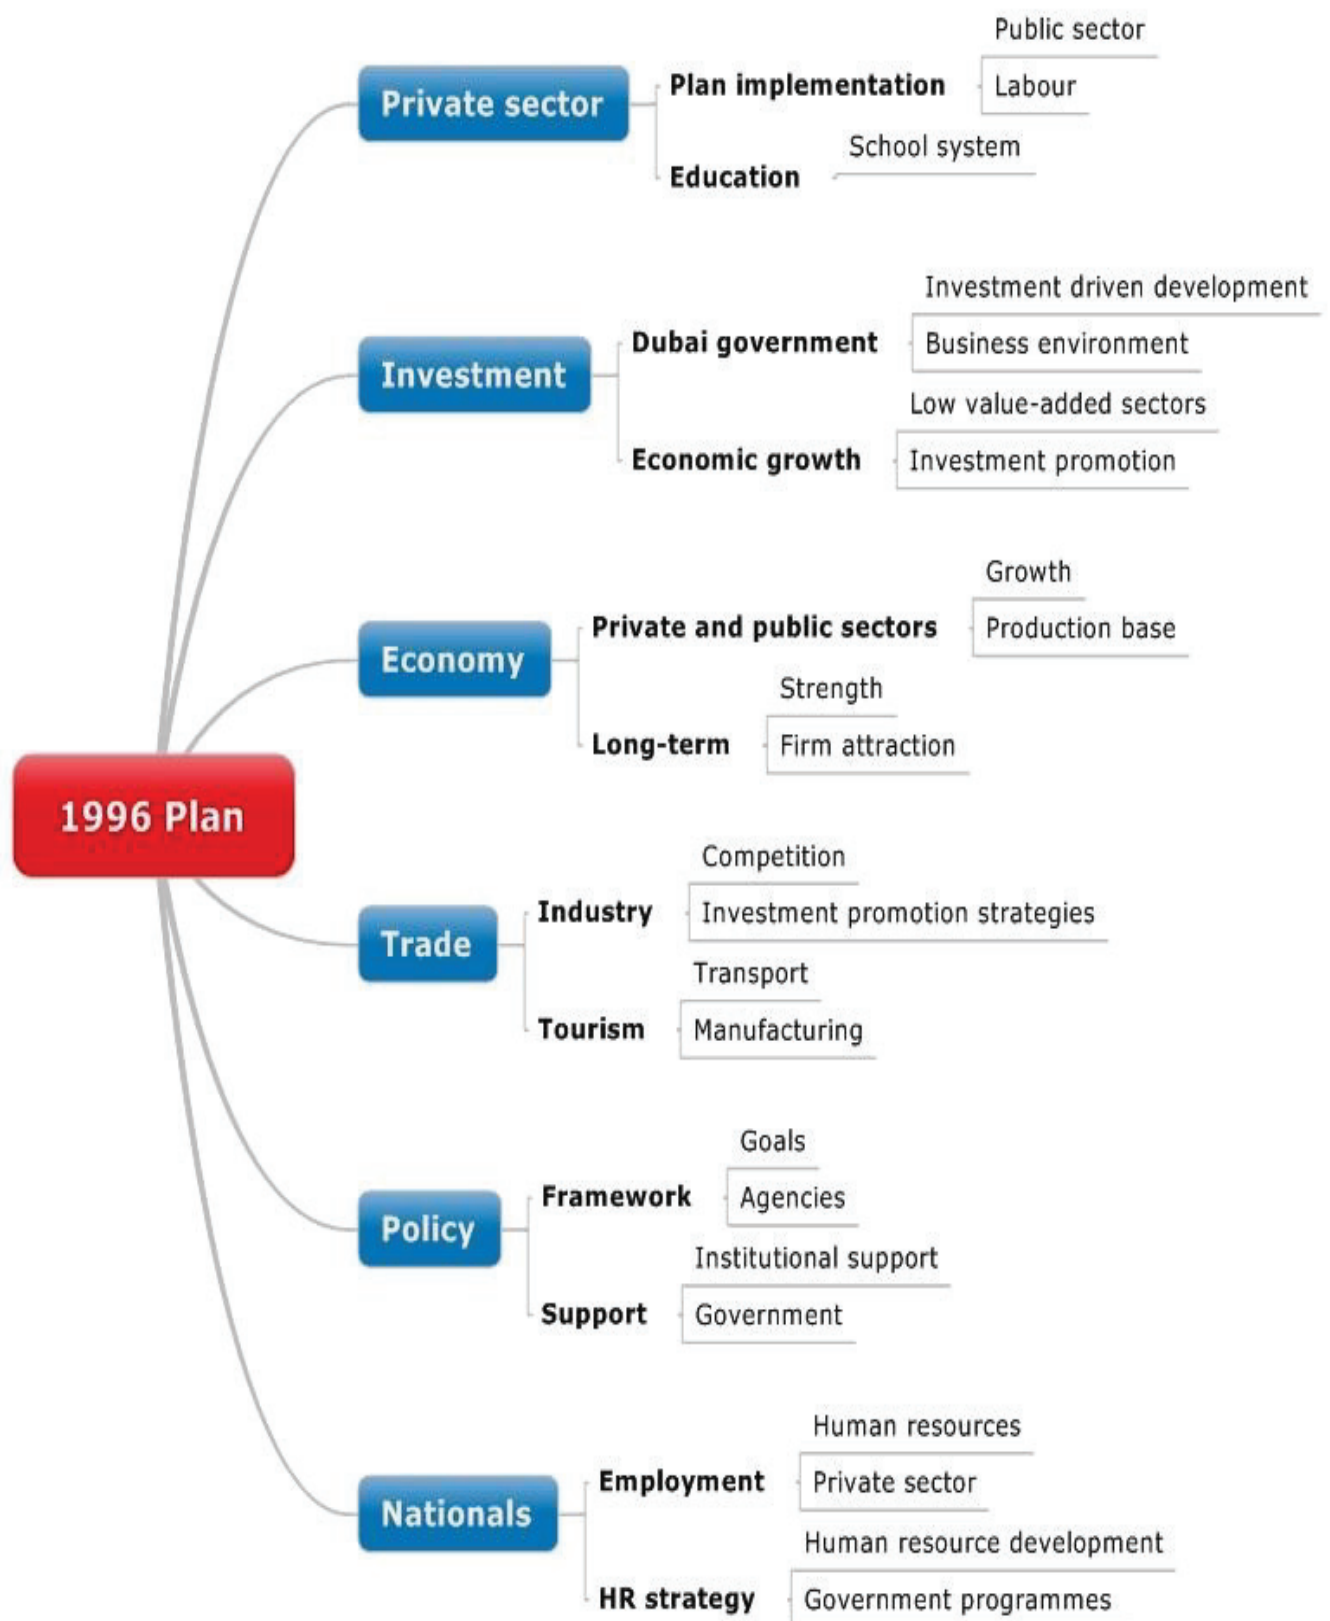 Public sector
Private sector
Plan implementation
Labour
School system
Education
Investment driven development
Dubai government
Business environment
Investment
Low value-added sectors
Economic growth
Investment promotion
Growth
Private and public sectors
Production base
Economy
Strength
Long-term
Firm attraction
1996 Plan
Competition
Industry
Investment promotion strategies
Trade
Transport
Tourism
Manufacturing
Goals
Framework
Agencies
Policy
Institutional support
Support
Government
Human resources
Employment
Private sector
Nationals
Human resource development
HR strategy
Government programmes